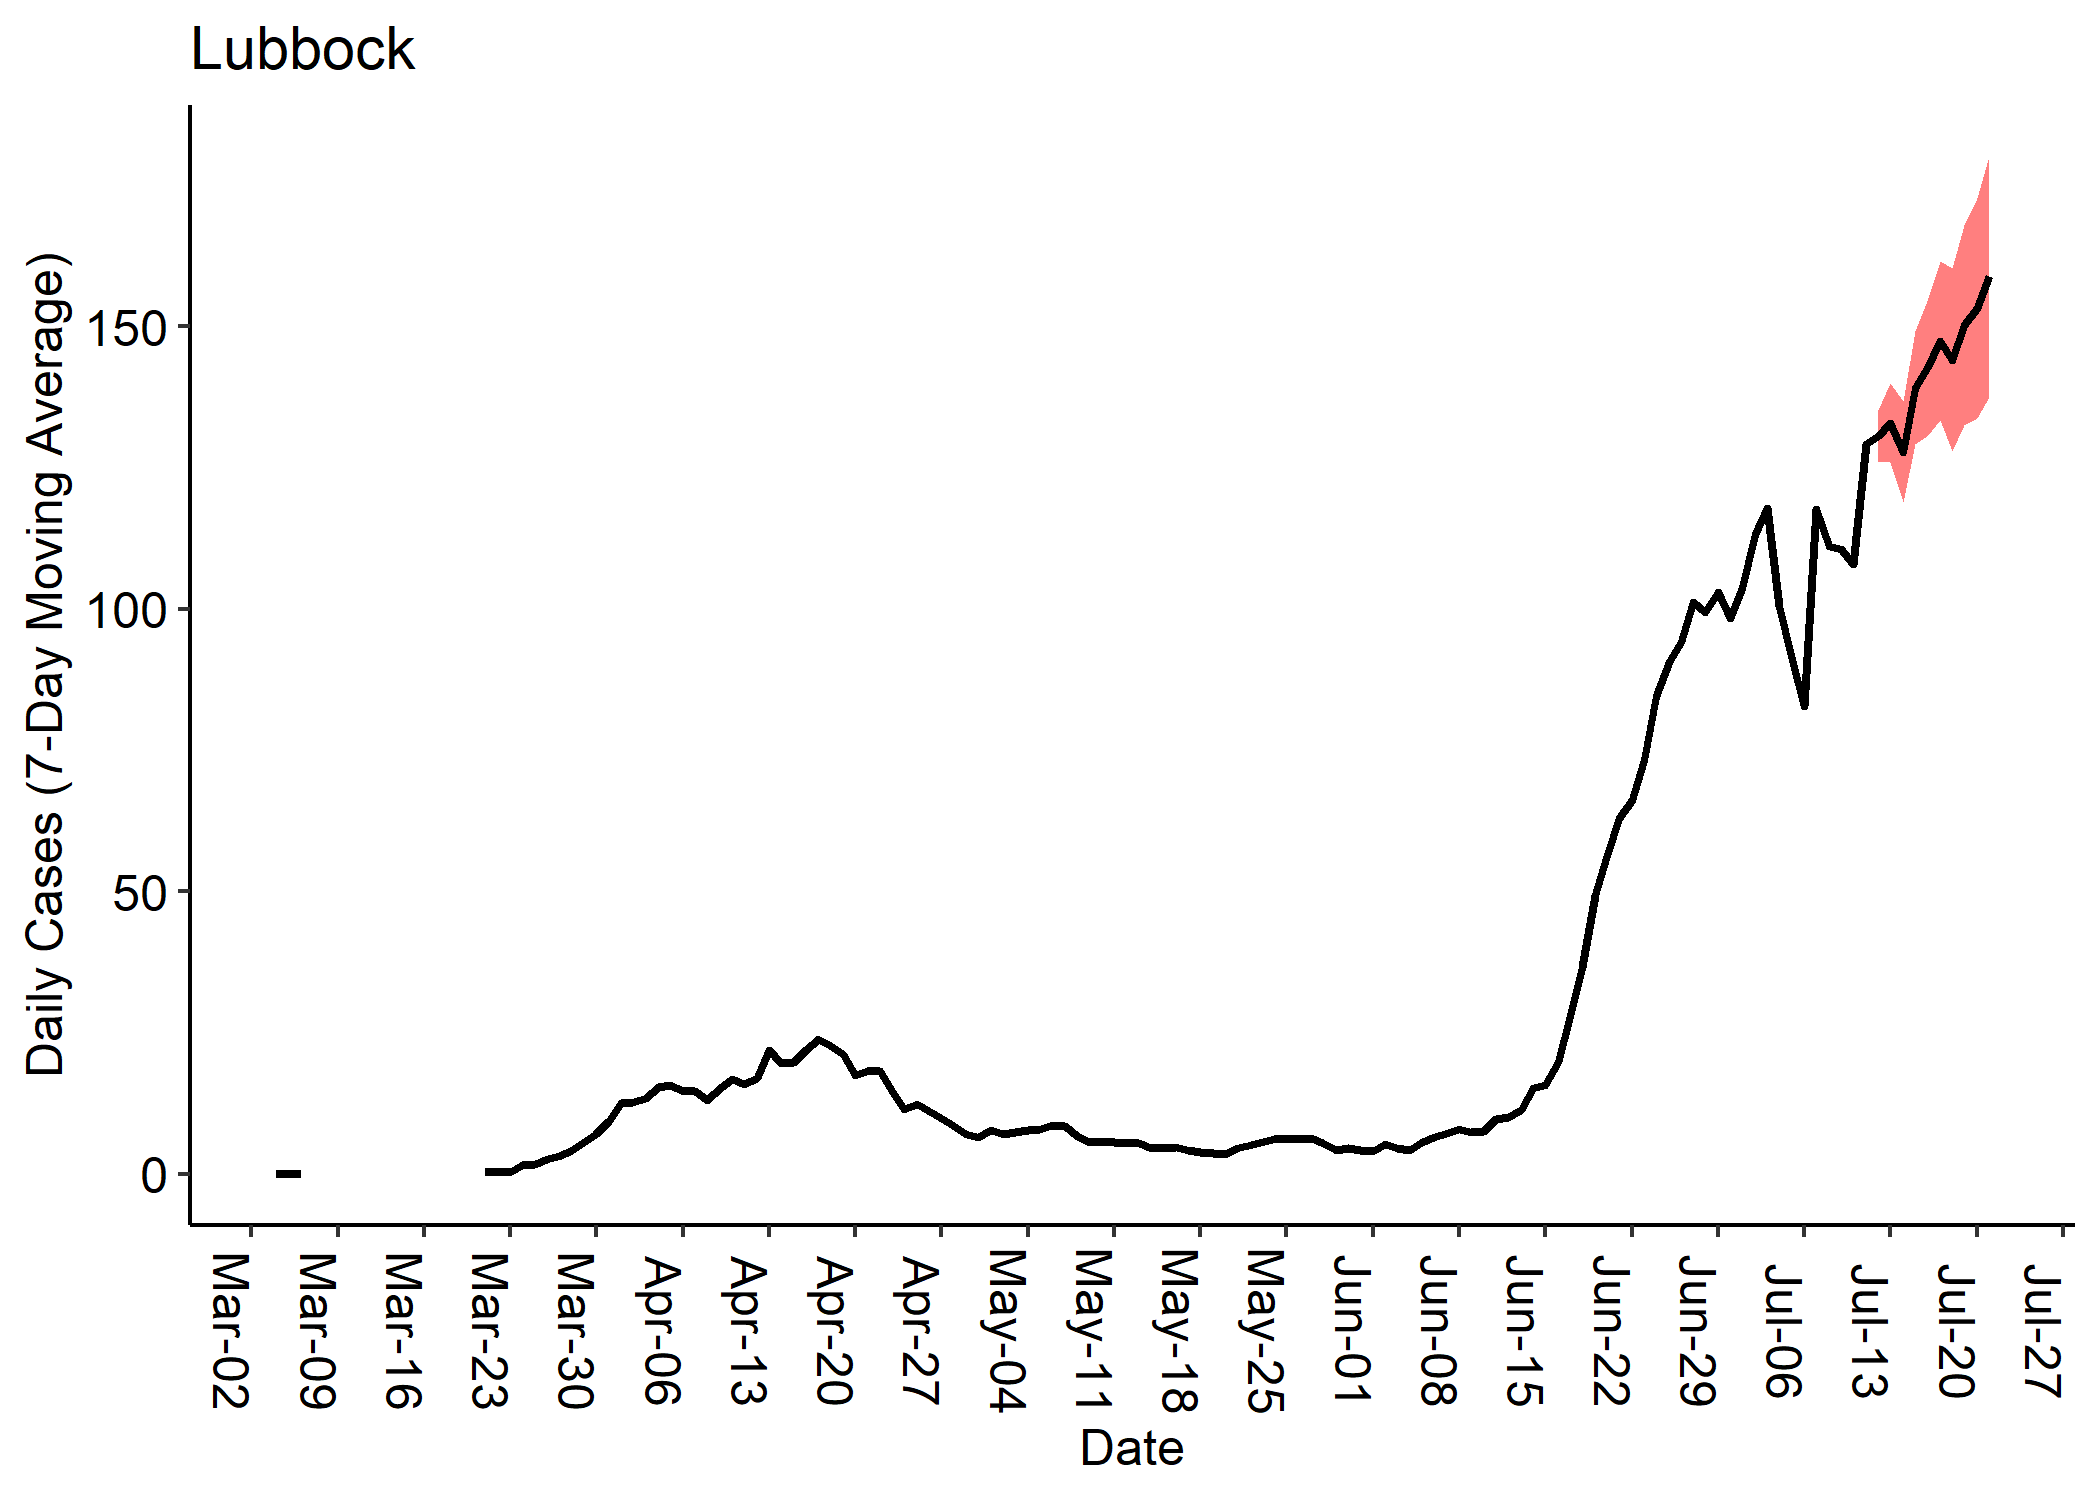 Lubbock
Daily Cases (7-Day Moving Average)
150
100
50
0
Mar-02
Mar-09
Mar-16
Mar-23
Mar-30
Apr-06
Apr-13
Apr-20
Apr-27
May-04
May-11
May-18
May-25
Jun-01
Jun-08
Jun-15
Jun-22
Jun-29
Jul-06
Jul-13
Jul-20
Jul-27
Date